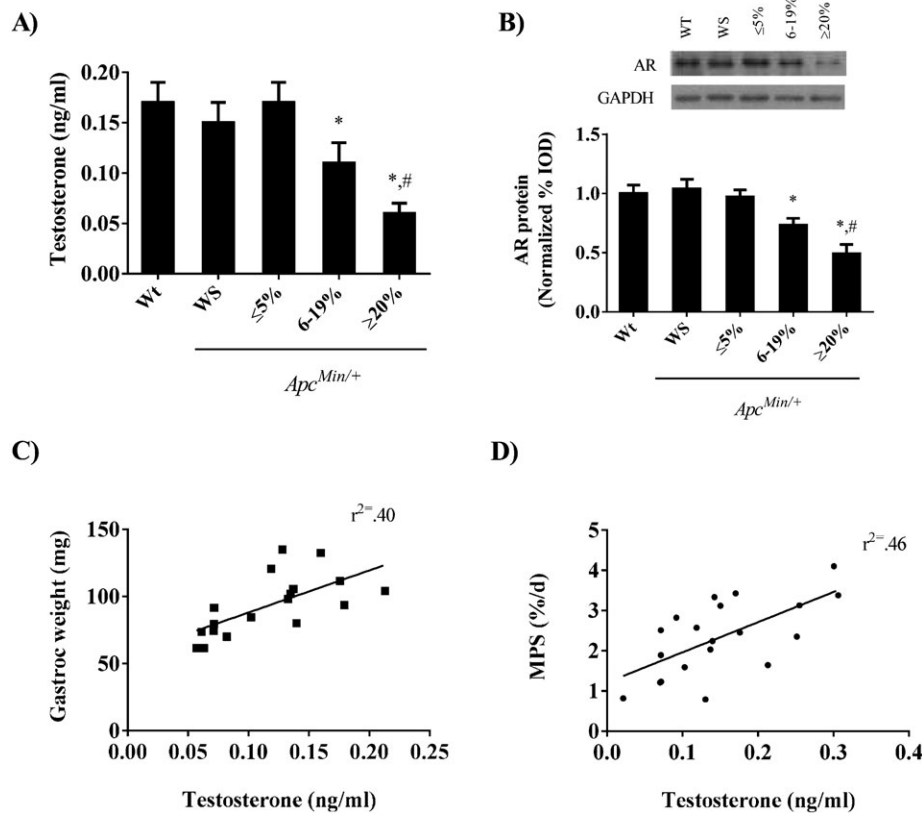 A)
Testosterone (ng/ml)
0.20
0.15
0.10
0.05
0.00
*
*,#
Wt
WS
≤5%
6-19%
≥20%
Apc^Min/+
B)
WT
WS
≤5%
6-19%
≥20%
AR
GAPDH
AR protein
(Normalized % IOD)
1.5
1.0
0.5
0.0
*
*,#
Wt
WS
≤5%
6-19%
≥20%
Apc^Min/+
C)
r²=.40
Gastroc weight (mg)
150
100
50
0
0.00 0.05 0.10 0.15 0.20 0.25
Testosterone (ng/ml)
D)
r²=.46
MPS (%/d)
5
4
3
2
1
0
0.0 0.1 0.2 0.3 0.4
Testosterone (ng/ml)